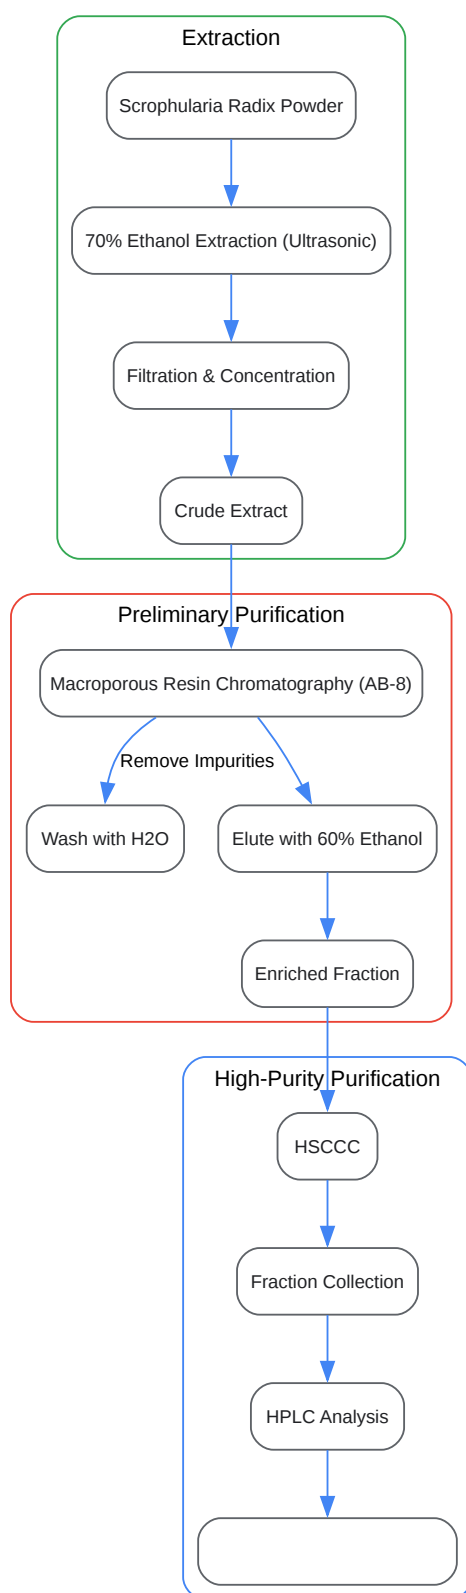 Extraction
Scrophularia Radix Powder
70% Ethanol Extraction (Ultrasonic)
Filtration & Concentration
Crude Extract
Preliminary Purification
Macroporous Resin Chromatography (AB-8)
Remove Impurities
Wash with H2O
Elute with 60% Ethanol
Enriched Fraction
High-Purity Purification
HSCCC
Fraction Collection
HPLC Analysis